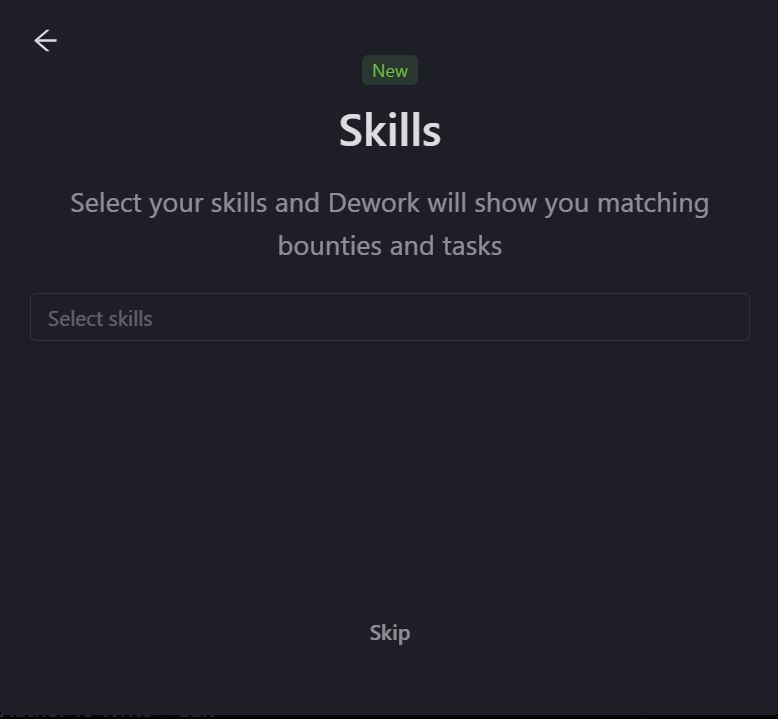 New
Skills
Select your skills and Dework will show you matching
bounties and tasks
Select skills
Skip